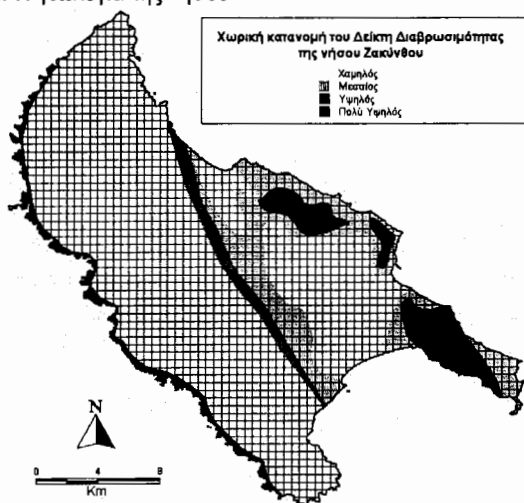 Χωρική κατανομή του Δείκτη Διαβρωσιμότητας
της νήσου Ζακύνθου
Χαμηλός
Μεσαίος
Υψηλός
Πολύ Υψηλός
N
0 4 8
Km